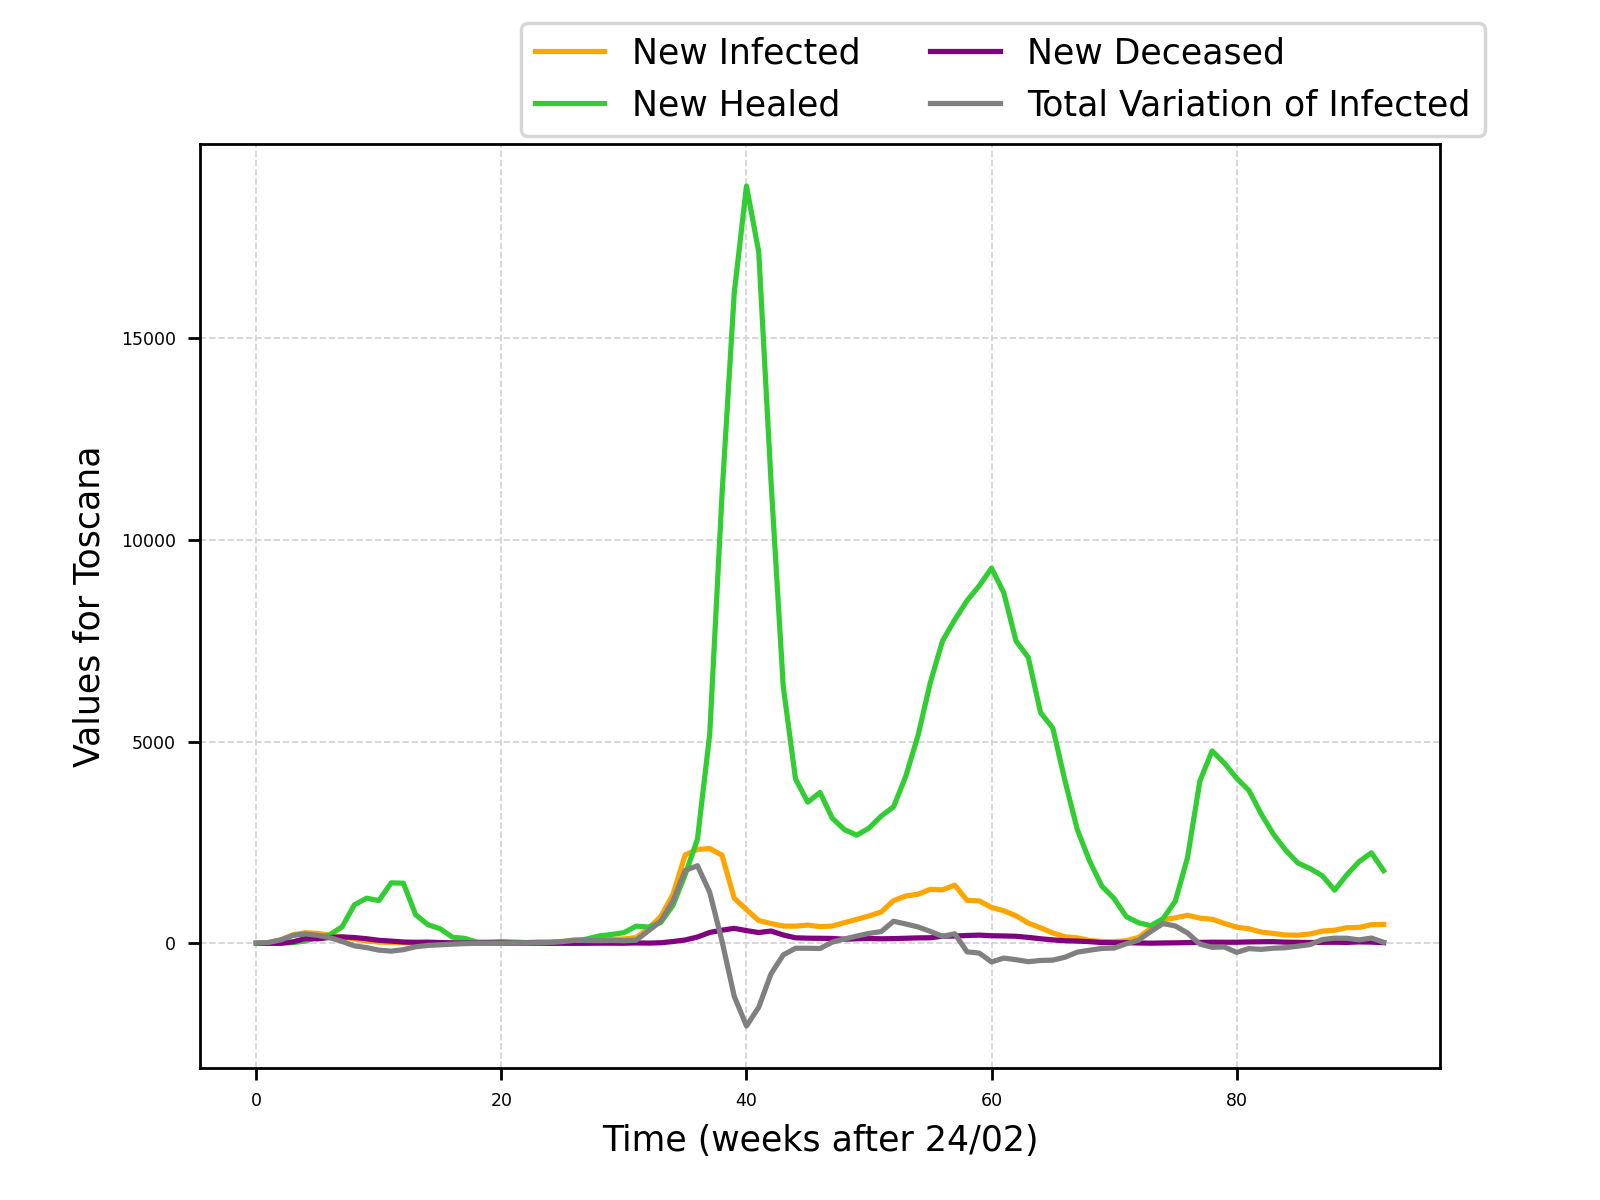 New Infected
New Healed
New Deceased
Total Variation of Infected
Values for Toscana
15000
10000
5000
0
0 20 40 60 80
Time (weeks after 24/02)